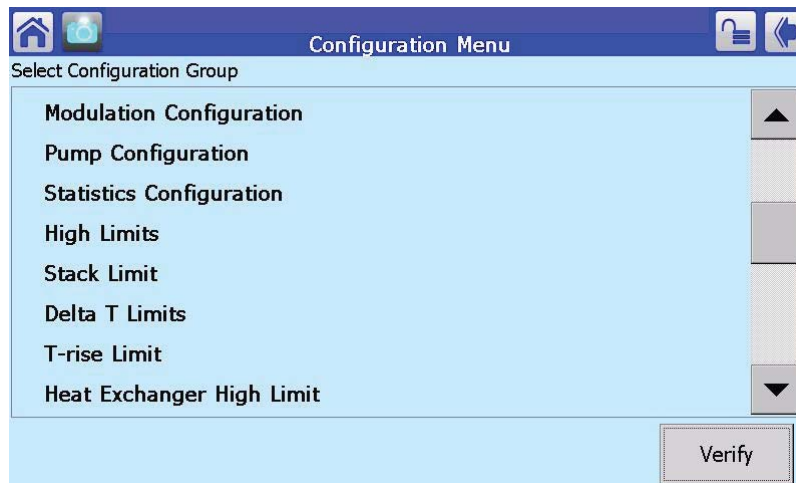 Configuration Menu
Select Configuration Group
Modulation Configuration
Pump Configuration
Statistics Configuration
High Limits
Stack Limit
Delta T Limits
T-rise Limit
Heat Exchanger High Limit
Verify